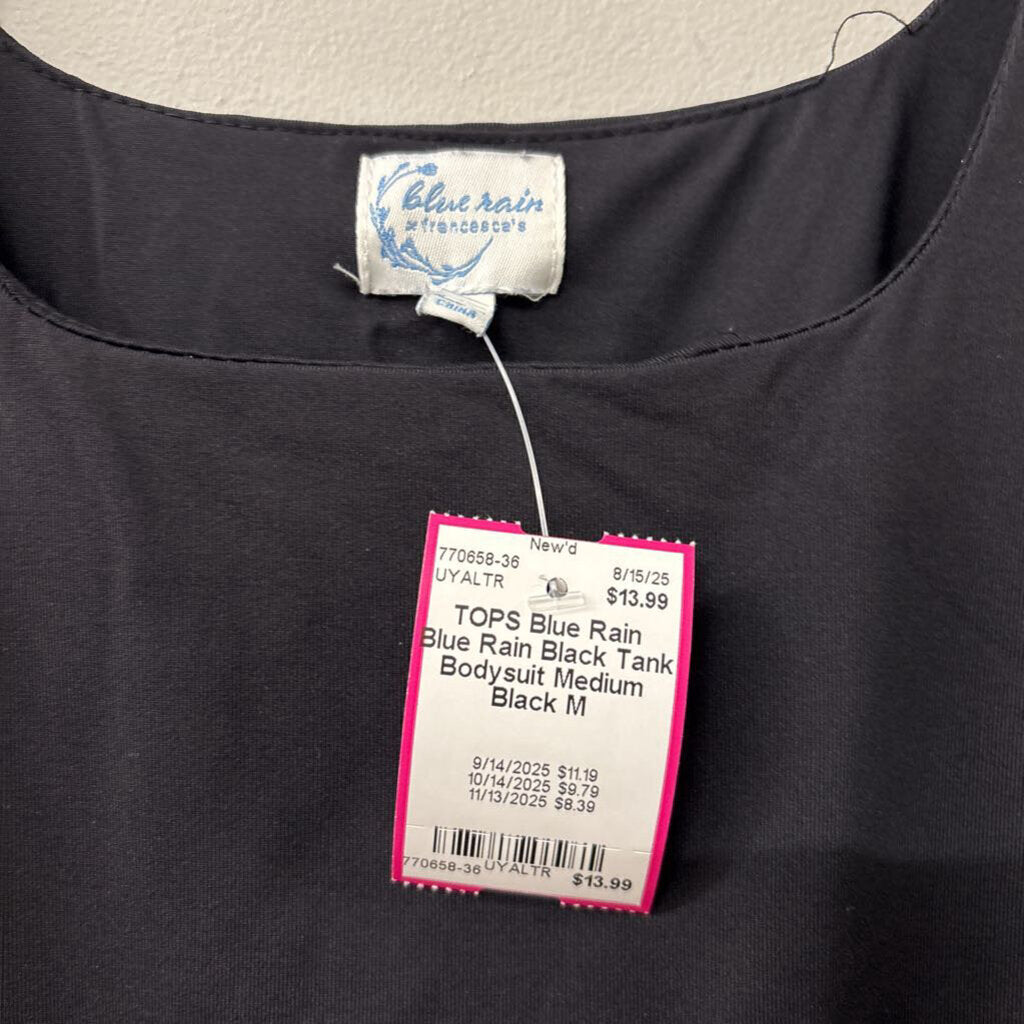 blue rain
x francesca's
CHINA
New'd
770658-36
8/15/25
UYALTR
$13.99
TOPS Blue Rain
Blue Rain Black Tank
Bodysuit Medium
Black M
9/14/2025 $11.19
10/14/2025 $9.79
11/13/2025 $8.39
770658-36 UYALTR $13.99